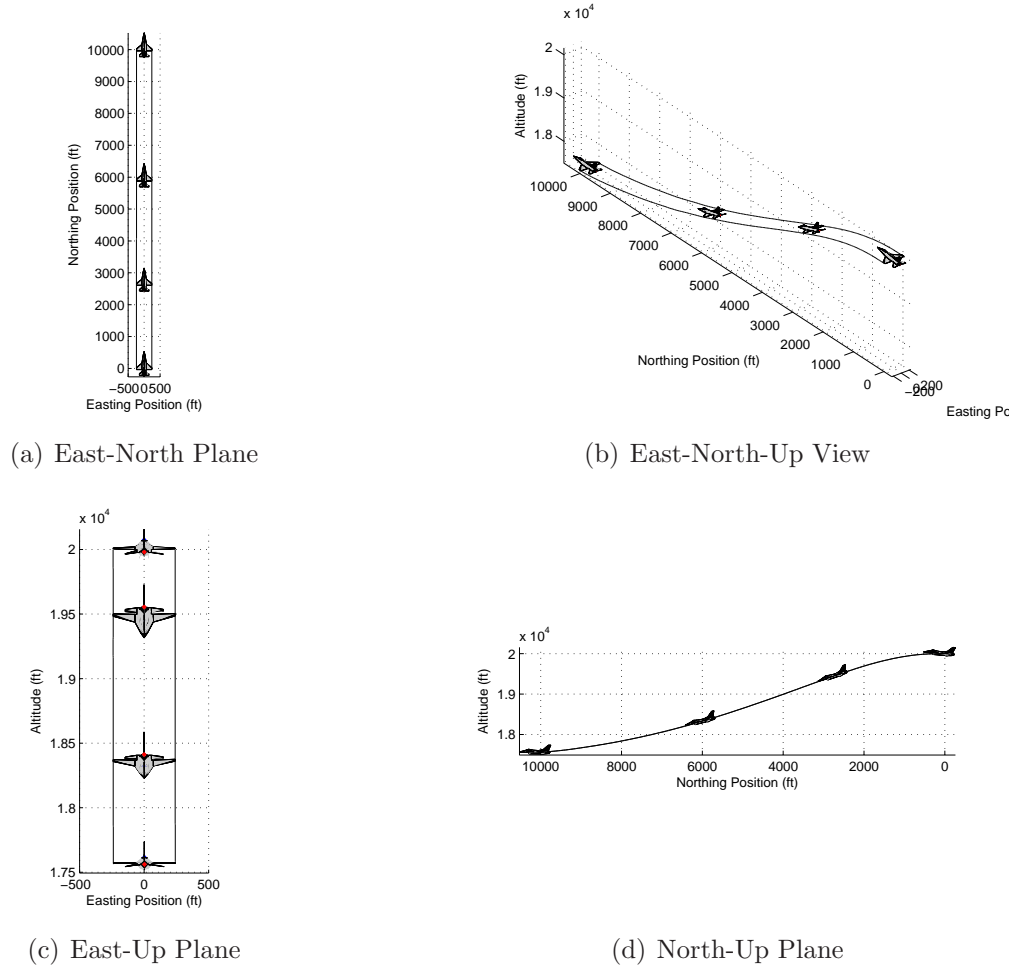 10000
9000
8000
7000
6000
5000
4000
3000
2000
1000
0
Northing Position (ft)
−500 0 500
Easting Position (ft)
(a) East-North Plane
x 10⁴
2
1.9
1.8
Altitude (ft)
10000
9000
8000
7000
6000
5000
4000
3000
2000
1000
0
Northing Position (ft)
−200
0
200
Easting Po
(b) East-North-Up View
x 10⁴
2
1.95
1.9
1.85
1.8
1.75
Altitude (ft)
−500 0 500
Easting Position (ft)
(c) East-Up Plane
x 10⁴
2
1.9
1.8
Altitude (ft)
10000 8000 6000 4000 2000 0
Northing Position (ft)
(d) North-Up Plane